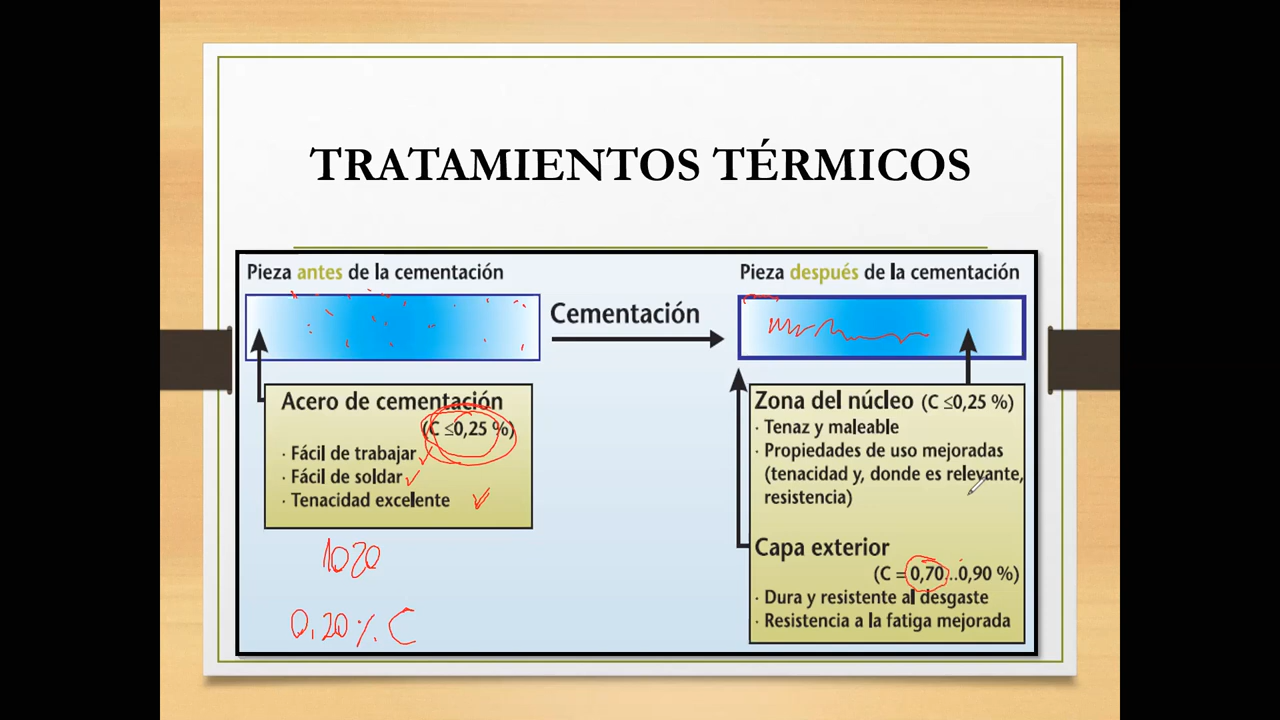 TRATAMIENTOS TÉRMICOS
Pieza antes de la cementación
Cementación
Pieza después de la cementación
Acero de cementación
(C ≤0,25 %)
· Fácil de trabajar
· Fácil de soldar
· Tenacidad excelente
1020
0.20 % C
Zona del núcleo (C ≤0,25 %)
· Tenaz y maleable
· Propiedades de uso mejoradas
(tenacidad y, donde es relevante,
resistencia)
Capa exterior
(C = 0,70..0,90 %)
· Dura y resistente al desgaste
· Resistencia a la fatiga mejorada